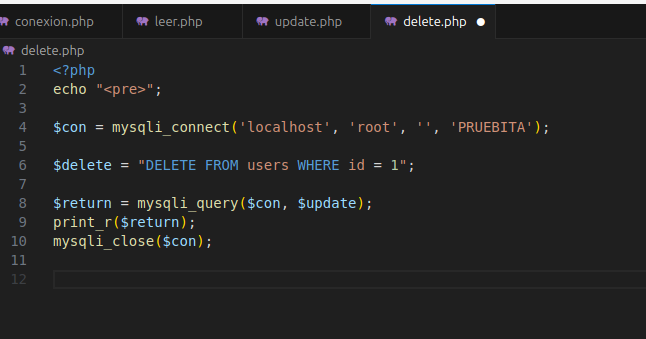 conexion.php leer.php update.php delete.php
delete.php
1 <?php
2 echo "<pre>";
3
4 $con = mysqli_connect('localhost', 'root', '', 'PRUEBITA');
5
6 $delete = "DELETE FROM users WHERE id = 1";
7
8 $return = mysqli_query($con, $update);
9 print_r($return);
10 mysqli_close($con);
11
12